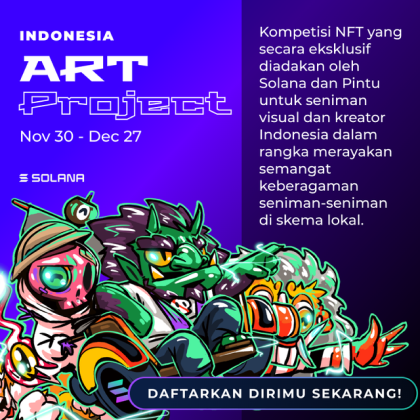 INDONESIA
ART
Project
Nov 30 - Dec 27
SOLANA
Kompetisi NFT yang
secara eksklusif
diadakan oleh
Solana dan Pintu
untuk seniman
visual dan kreator
Indonesia dalam
rangka merayakan
semangat
keberagaman
seniman-seniman
di skema lokal.
DAFTARKAN DIRIMU SEKARANG!